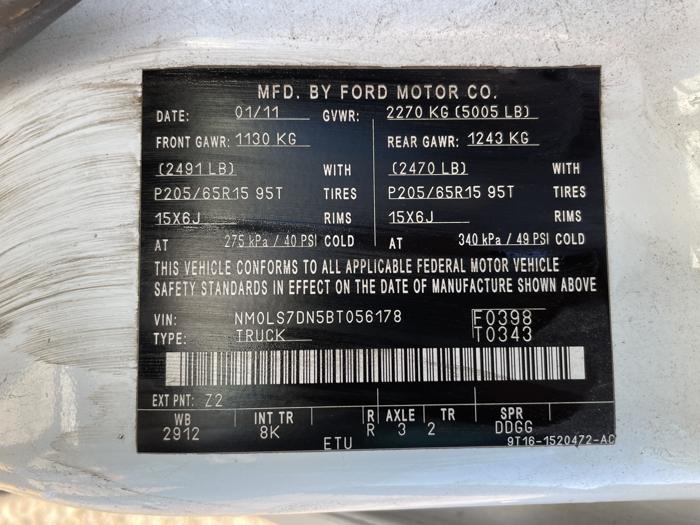 MFD. BY FORD MOTOR CO.
DATE: 01/11 GVWR: 2270 KG (5005 LB)
FRONT GAWR: 1130 KG REAR GAWR: 1243 KG
(2491 LB) WITH (2470 LB) WITH
P205/65R15 95T TIRES P205/65R15 95T TIRES
15X6J RIMS 15X6J RIMS
AT 275 kPa / 40 PSI COLD AT 340 kPa / 49 PSI COLD
THIS VEHICLE CONFORMS TO ALL APPLICABLE FEDERAL MOTOR VEHICLE
SAFETY STANDARDS IN EFFECT ON THE DATE OF MANUFACTURE SHOWN ABOVE
VIN: NM0LS7DN5BT056178 F0398
TYPE: TRUCK T0343
EXT PNT: Z2
WB INT TR R AXLE TR SPR
2912 8K R 3 2 DDGG
ETU 9T16-1520472-AC